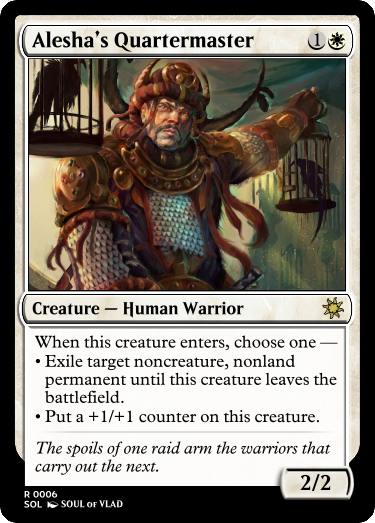 Alesha's Quartermaster 1
Creature — Human Warrior
When this creature enters, choose one —
• Exile target noncreature, nonland
permanent until this creature leaves the
battlefield.
• Put a +1/+1 counter on this creature.
The spoils of one raid arm the warriors that
carry out the next.
2/2
R 0006
SOL SOUL OF VLAD